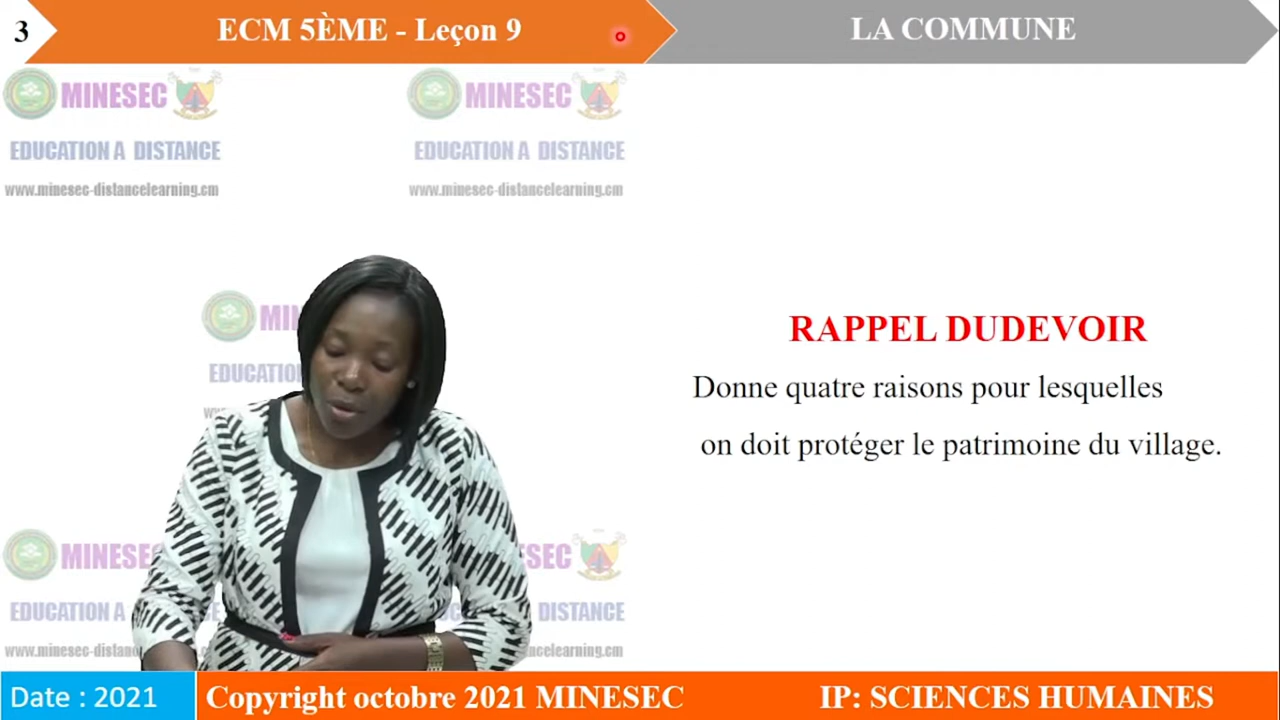 3
ECM 5ÈME - Leçon 9
LA COMMUNE
MINESEC
MINESEC
EDUCATION A DISTANCE
EDUCATION A DISTANCE
www.minesec-distancelearning.cm
www.minesec-distancelearning.cm
RAPPEL DUDEVOIR
Donne quatre raisons pour lesquelles
on doit protéger le patrimoine du village.
EDUCATION A
DISTANCE
Date : 2021
Copyright octobre 2021 MINESEC
IP: SCIENCES HUMAINES